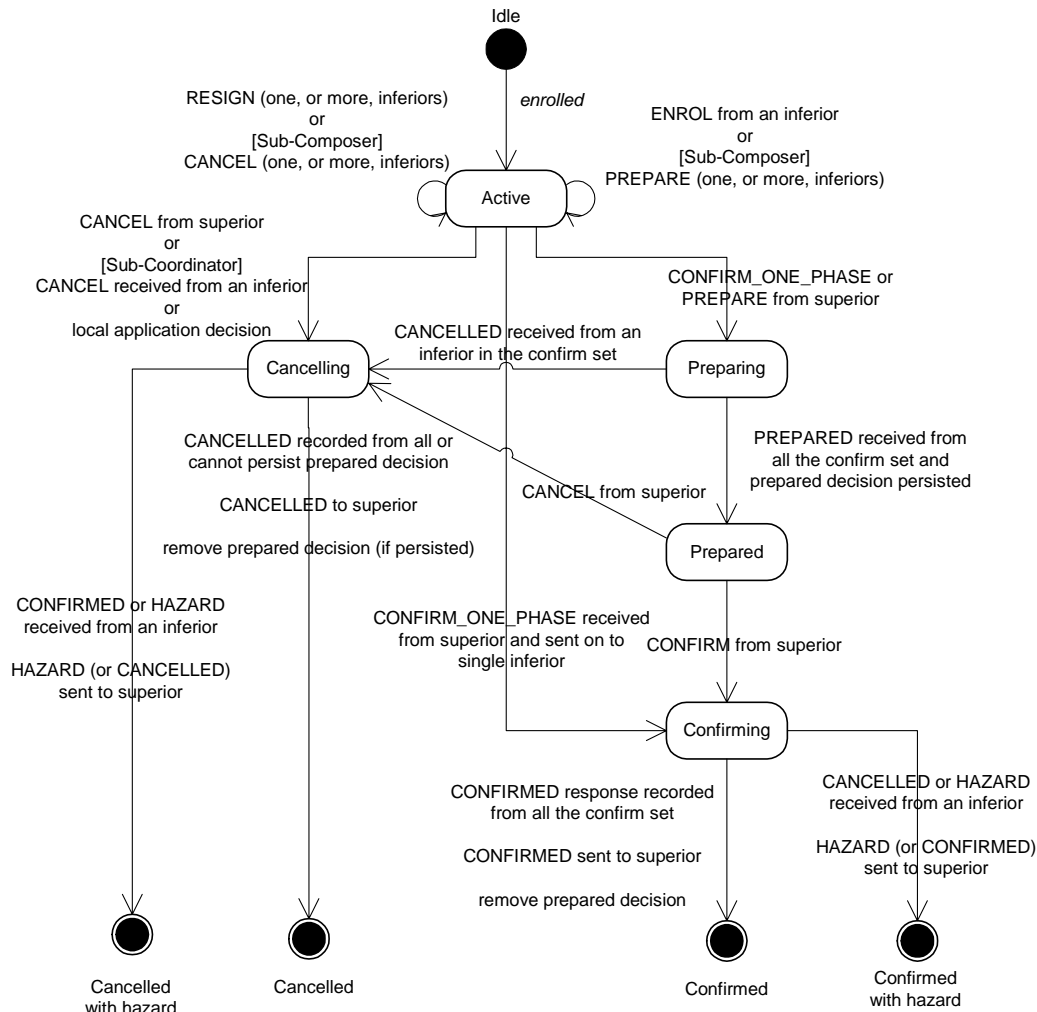 Idle
enrolled
RESIGN (one, or more, inferiors)
or
[Sub-Composer]
CANCEL (one, or more, inferiors)
ENROL from an inferior
or
[Sub-Composer]
PREPARE (one, or more, inferiors)
Active
CANCEL from superior
or
[Sub-Coordinator]
CANCEL received from an inferior
or
local application decision
CONFIRM_ONE_PHASE or
PREPARE from superior
CANCELLED received from an
inferior in the confirm set
Cancelling
Preparing
CANCELLED recorded from all or
cannot persist prepared decision
CANCELLED to superior
remove prepared decision (if persisted)
PREPARED received from
all the confirm set and
prepared decision persisted
CANCEL from superior
Prepared
CONFIRMED or HAZARD
received from an inferior
HAZARD (or CANCELLED)
sent to superior
CONFIRM_ONE_PHASE received
from superior and sent on to
single inferior
CONFIRM from superior
Confirming
CONFIRMED response recorded
from all the confirm set
CONFIRMED sent to superior
remove prepared decision
CANCELLED or HAZARD
received from an inferior
HAZARD (or CONFIRMED)
sent to superior
Cancelled
with hazard
Cancelled
Confirmed
Confirmed
with hazard